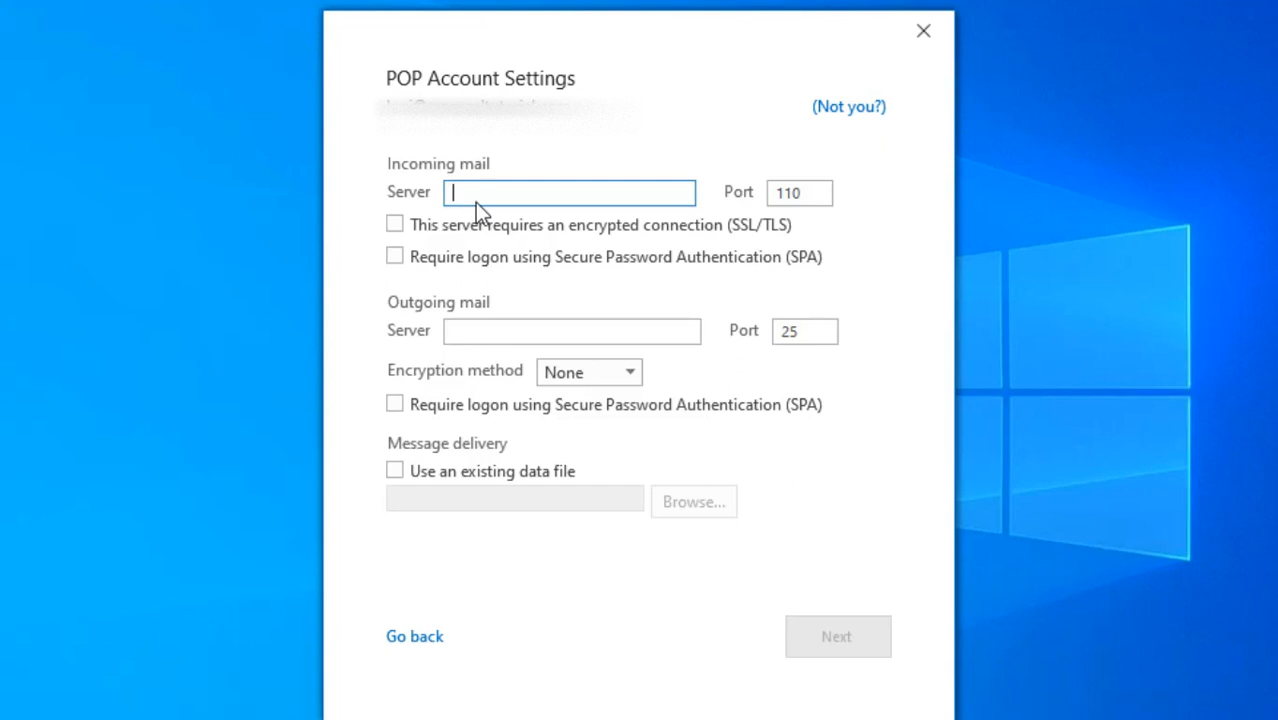 POP Account Settings
(Not you?)
Incoming mail
Server Port 110
This server requires an encrypted connection (SSL/TLS)
Require logon using Secure Password Authentication (SPA)
Outgoing mail
Server Port 25
Encryption method None
Require logon using Secure Password Authentication (SPA)
Message delivery
Use an existing data file
Browse...
Go back Next